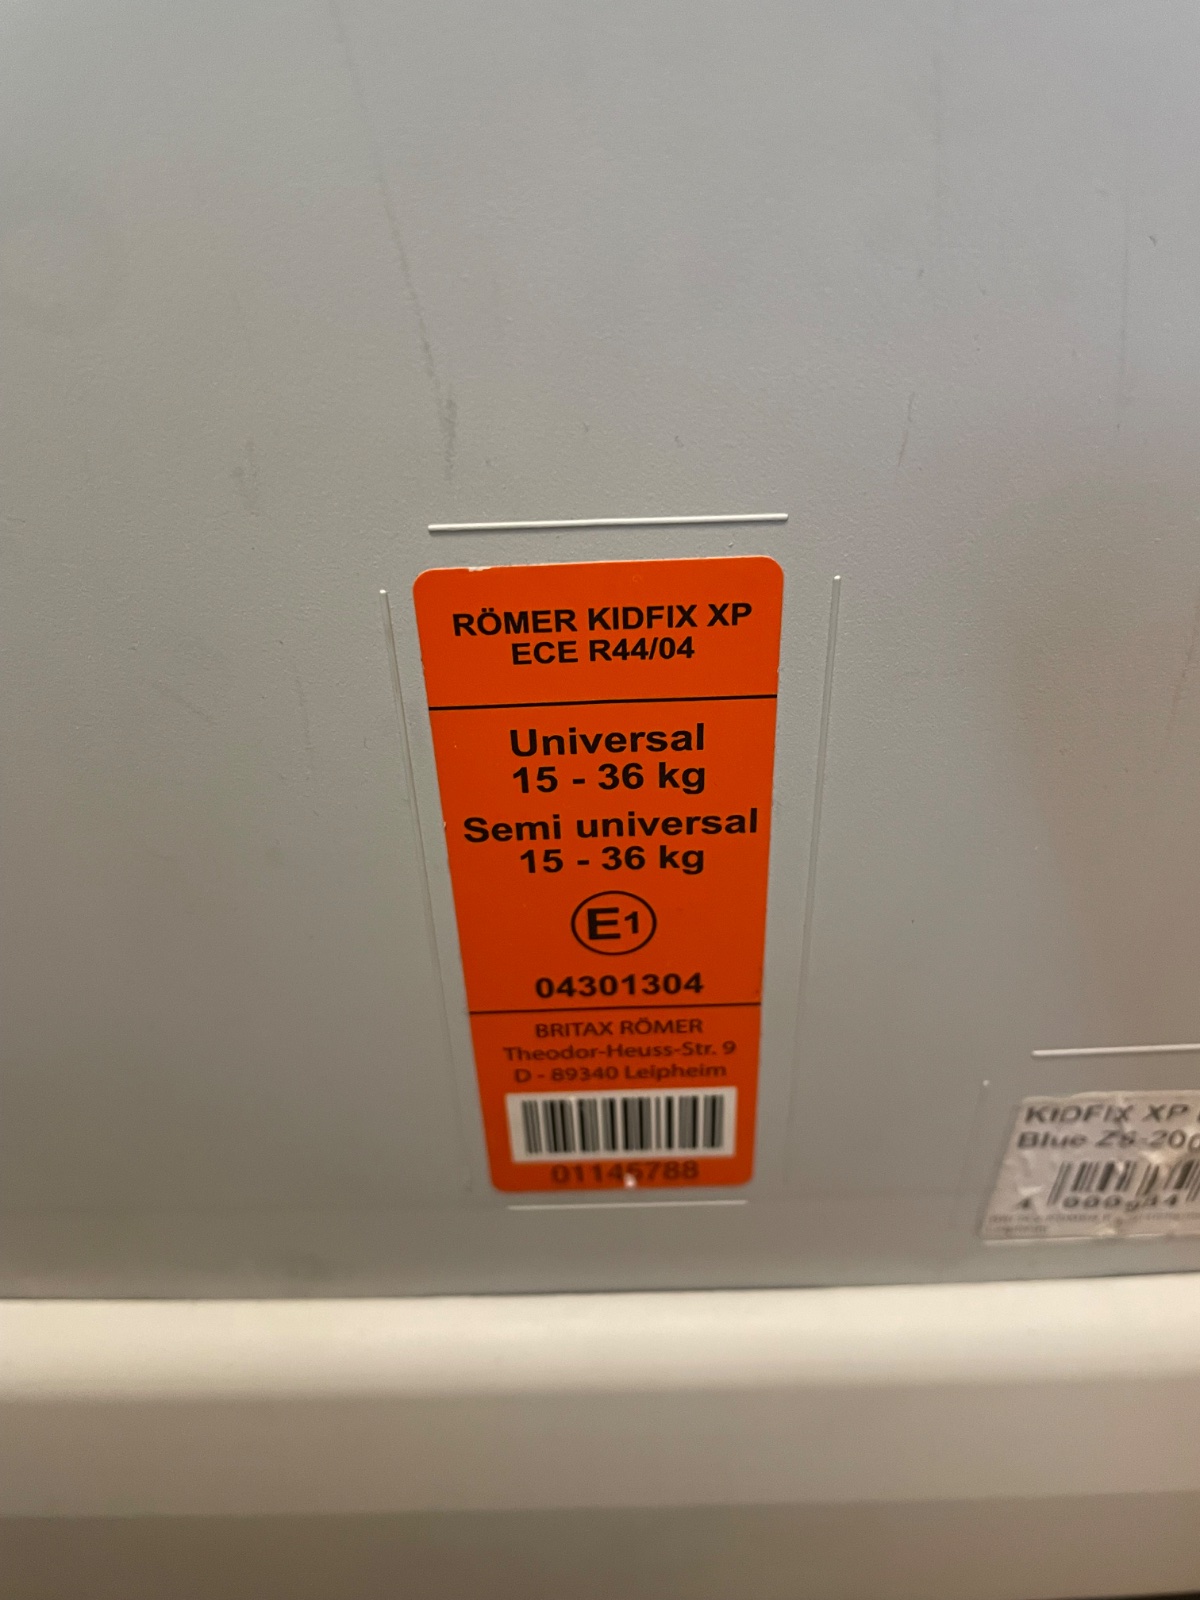 RÖMER KIDFIX XP
ECE R44/04
Universal
15 - 36 kg
Semi universal
15 - 36 kg
E1
04301304
BRITAX RÖMER
Theodor-Heuss-Str. 9
D - 89340 Leipheim
01145788
KIDFIX XP
Blue